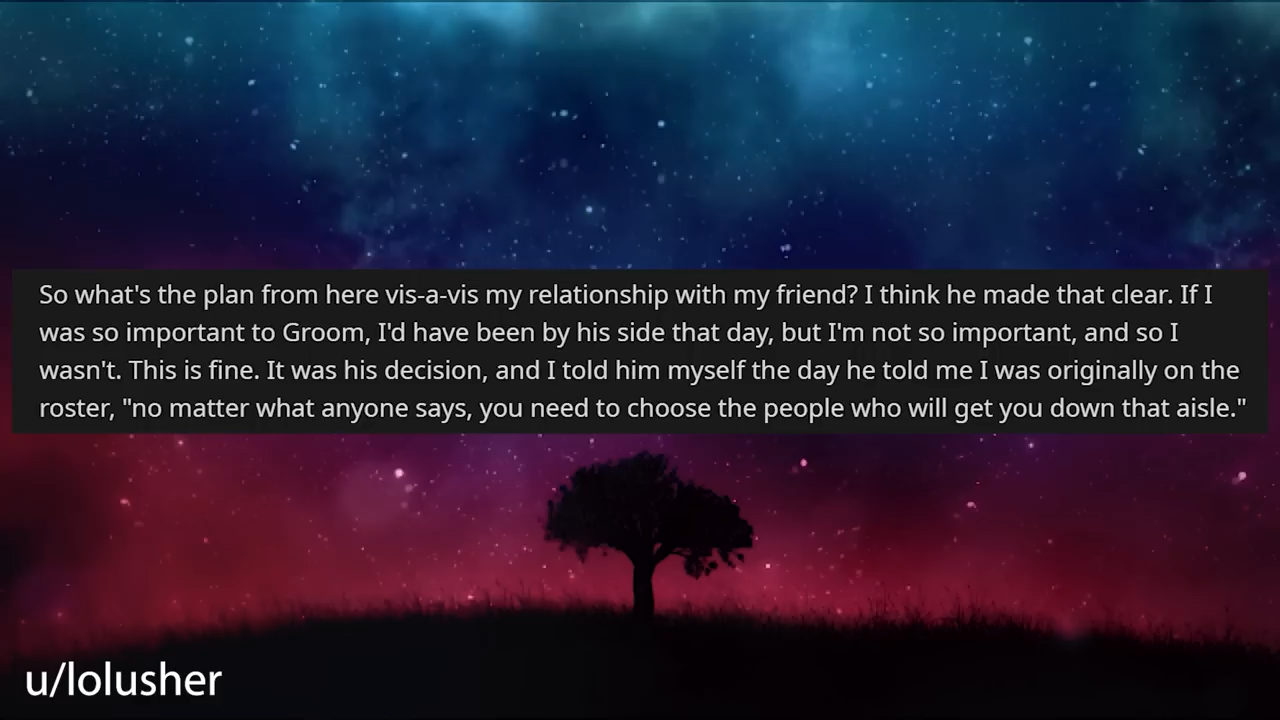 So what's the plan from here vis-a-vis my relationship with my friend? I think he made that clear. If I
was so important to Groom, I'd have been by his side that day, but I'm not so important, and so I
wasn't. This is fine. It was his decision, and I told him myself the day he told me I was originally on the
roster, "no matter what anyone says, you need to choose the people who will get you down that aisle."
u/lolusher